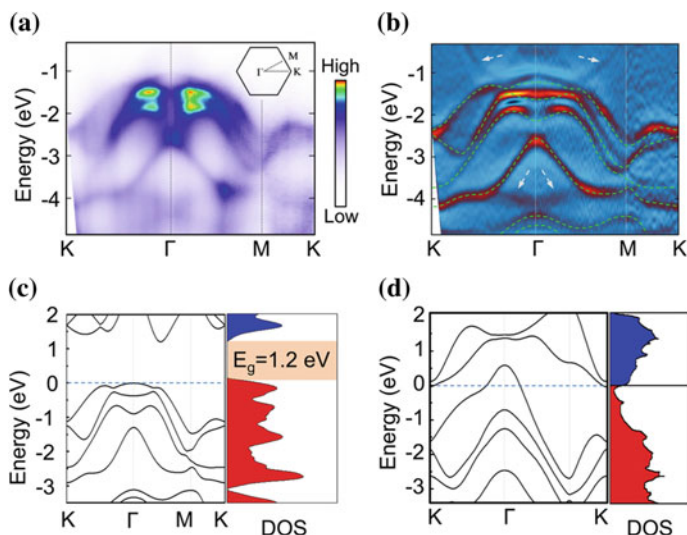 (a)
Energy (eV)
-1
-2
-3
-4
K Γ M K
M
Γ
K
High
Low
(b)
Energy (eV)
-1
-2
-3
-4
K Γ M K
(c)
Energy (eV)
2
1
0
-1
-2
-3
K Γ M K
E_g=1.2 eV
DOS
(d)
Energy (eV)
2
1
0
-1
-2
-3
K Γ K
DOS